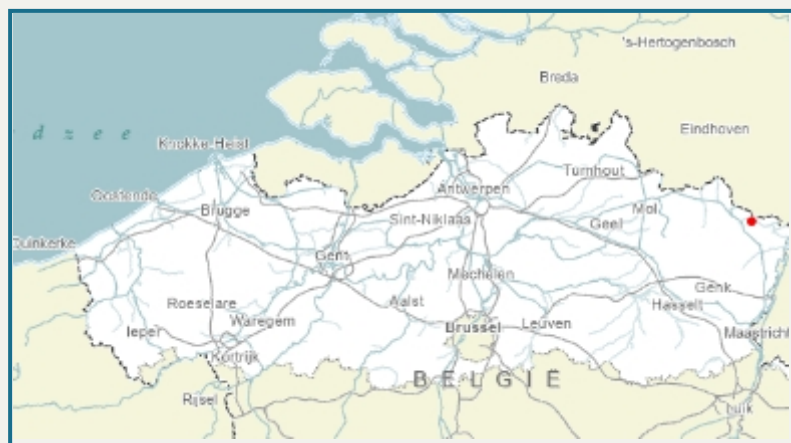 's-Hertogenbosch
Breda
Eindhoven
dzee
Knokke-Heist
Turnhout
Oostende
Antwerpen
Mol
Brugge
Sint-Niklaas
Geel
Duinkerke
Gent
Mechelen
Genk
Roeselare
Aalst
Hasselt
Ieper
Waregem
Brussel
Leuven
Maastricht
Kortrijk
BELGIË
Rijsel
Luik